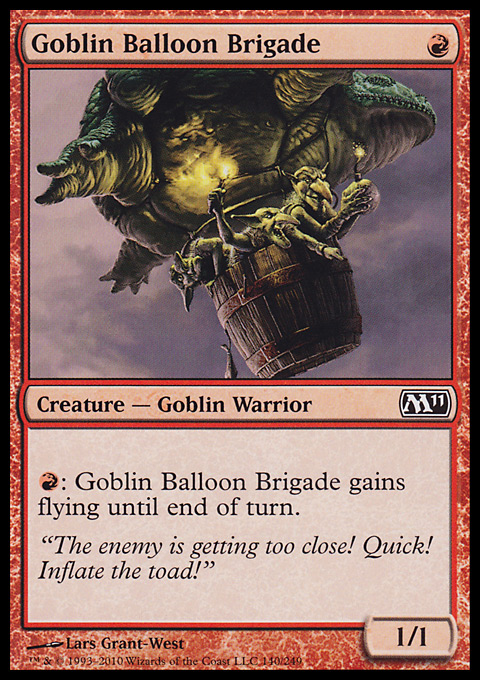 Goblin Balloon Brigade
Creature — Goblin Warrior
M11
: Goblin Balloon Brigade gains
flying until end of turn.
“The enemy is getting too close! Quick!
Inflate the toad!”
1/1
Lars Grant-West
™ & © 1993–2010 Wizards of the Coast LLC 140/249